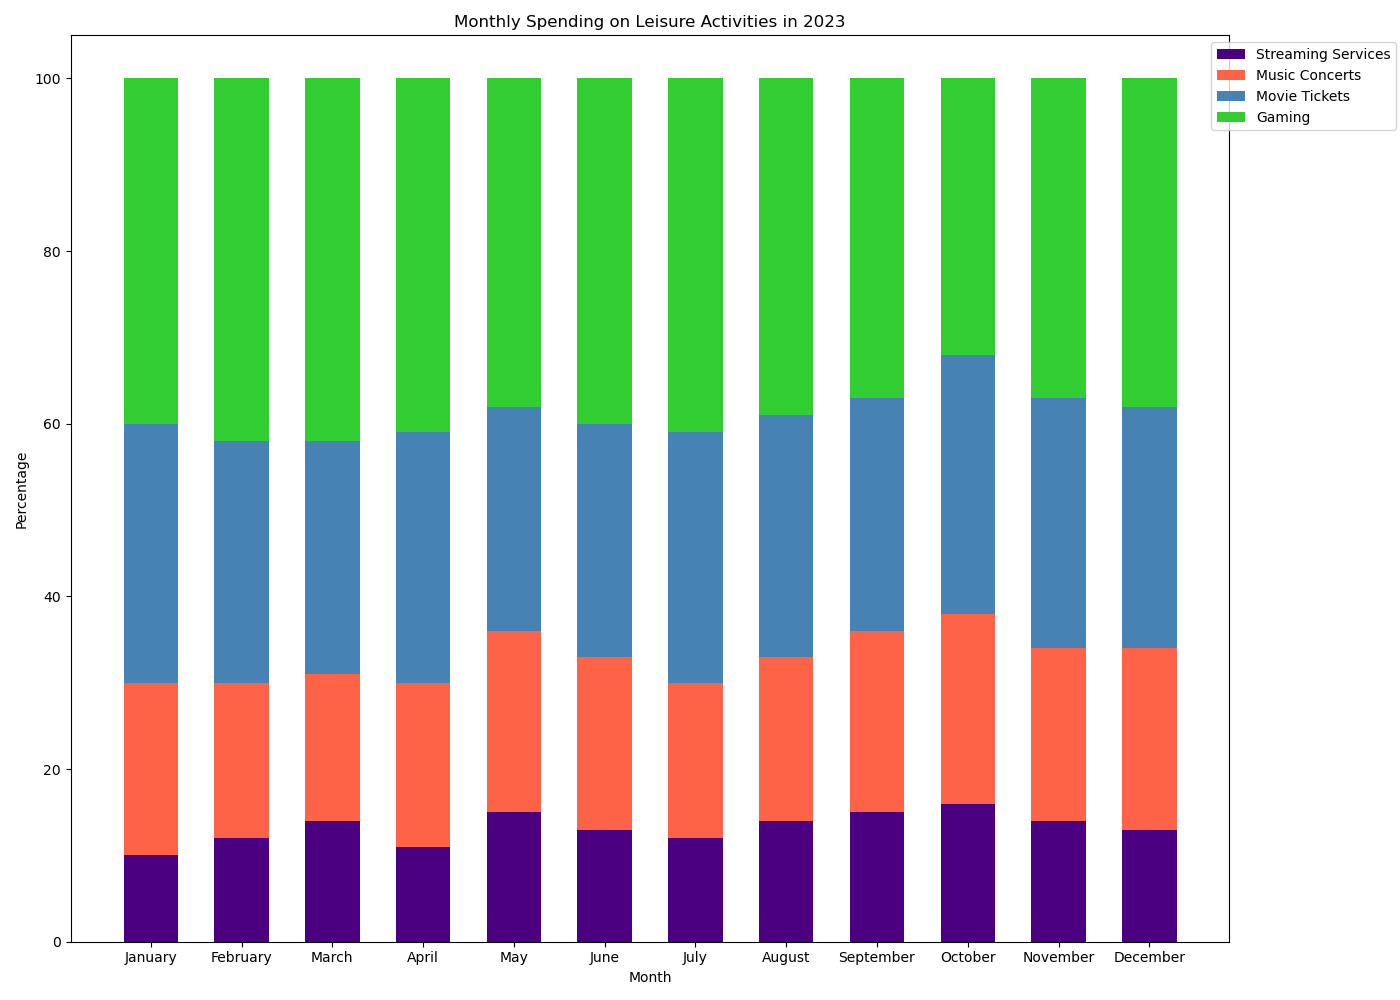 Monthly Spending on Leisure Activities in 2023
Streaming Services
Music Concerts
Movie Tickets
Gaming
100
80
60
40
20
0
Percentage
January February March April May June July August September October November December
Month